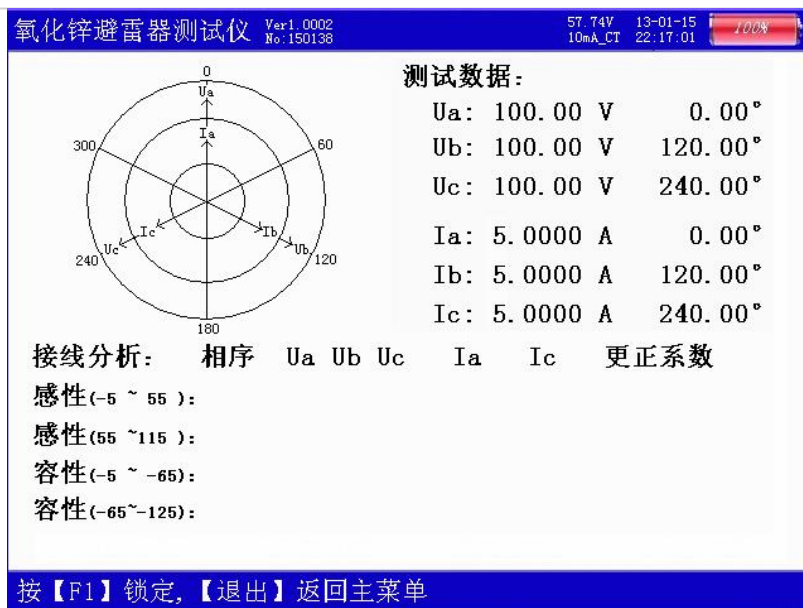 氧化锌避雷器测试仪 Ver1.0002 No:150138 57.74V 10mA_CT 13-01-15 22:17:01 100%
测试数据:
Ua: 100.00 V 0.00°
Ub: 100.00 V 120.00°
Uc: 100.00 V 240.00°
Ia: 5.0000 A 0.00°
Ib: 5.0000 A 120.00°
Ic: 5.0000 A 240.00°
0
Ua
Ia
300
60
Ic
Ib
Uc
Ub
240
120
180
接线分析: 相序 Ua Ub Uc Ia Ic 更正系数
感性(-5 ~ 55 ):
感性(55 ~115 ):
容性(-5 ~ -65):
容性(-65~-125):
按【F1】锁定,【退出】返回主菜单